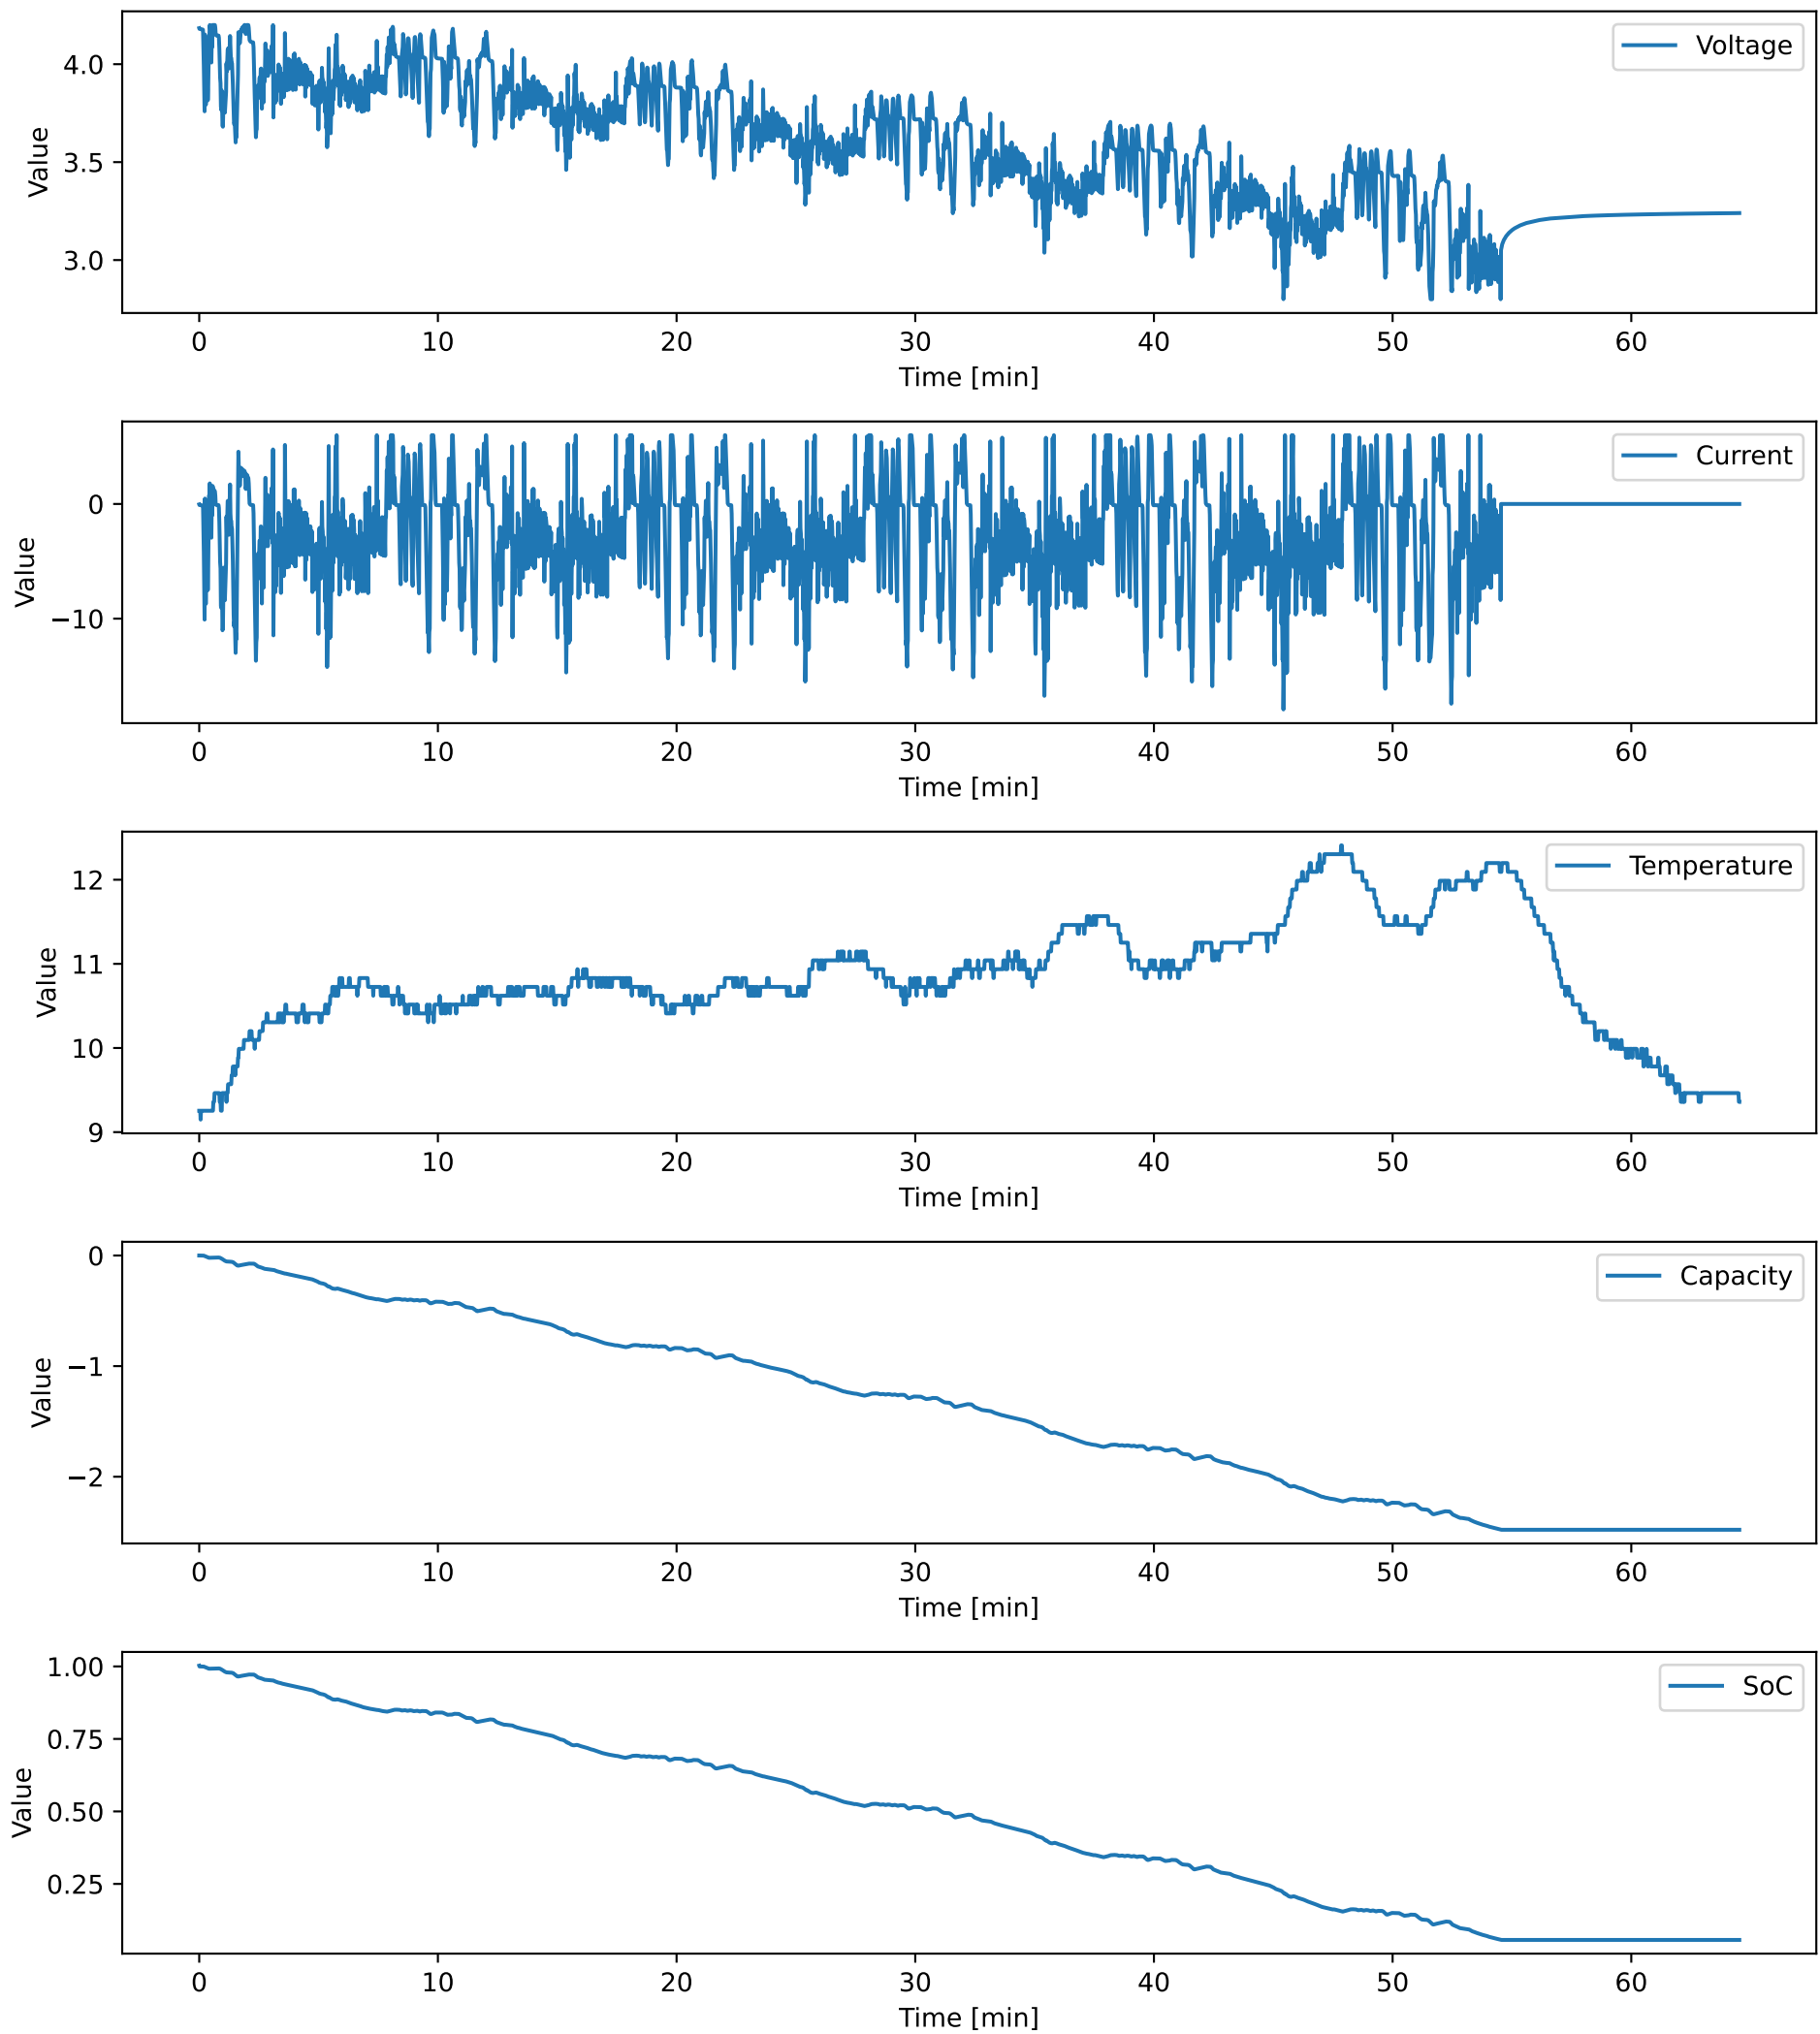 Voltage
4.0
3.5
3.0
Value
0 10 20 30 40 50 60
Time [min]
Current
0
−10
Value
0 10 20 30 40 50 60
Time [min]
Temperature
12
11
10
9
Value
0 10 20 30 40 50 60
Time [min]
Capacity
0
−1
−2
Value
0 10 20 30 40 50 60
Time [min]
SoC
1.00
0.75
0.50
0.25
Value
0 10 20 30 40 50 60
Time [min]